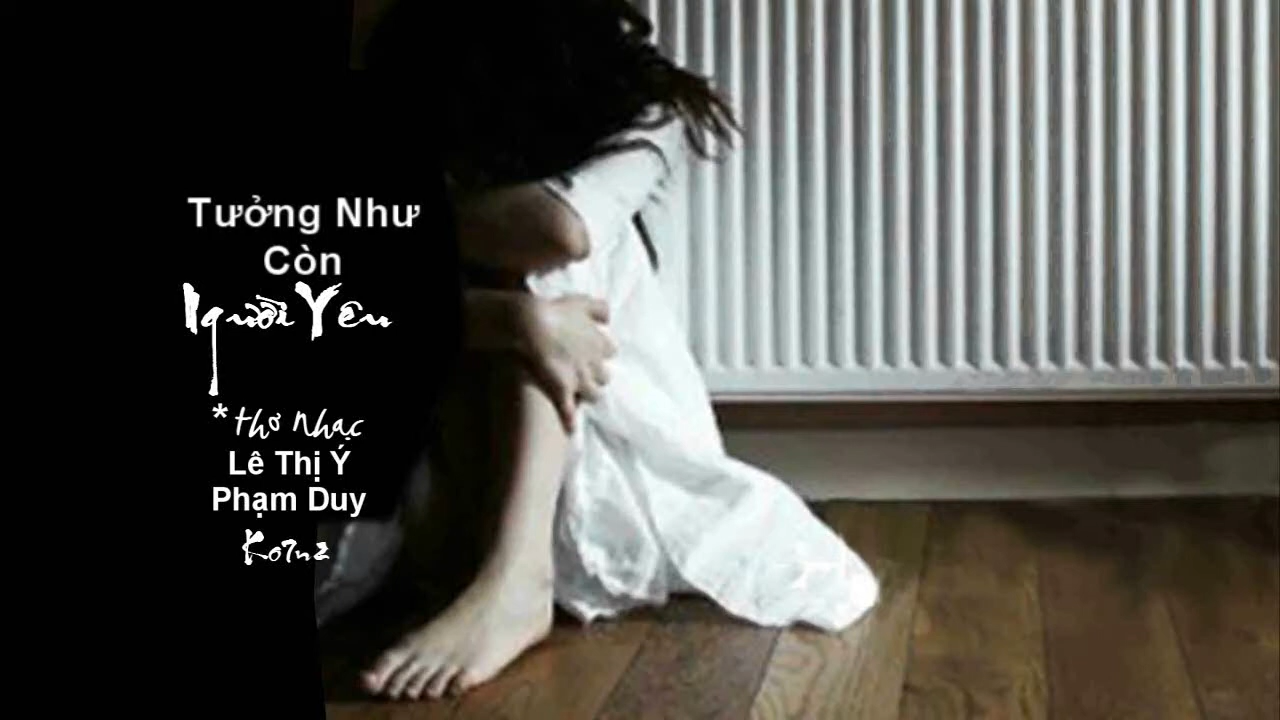 Tưởng Như
Còn
Người Yêu
*thơ nhạc
Lê Thị Ý
Phạm Duy